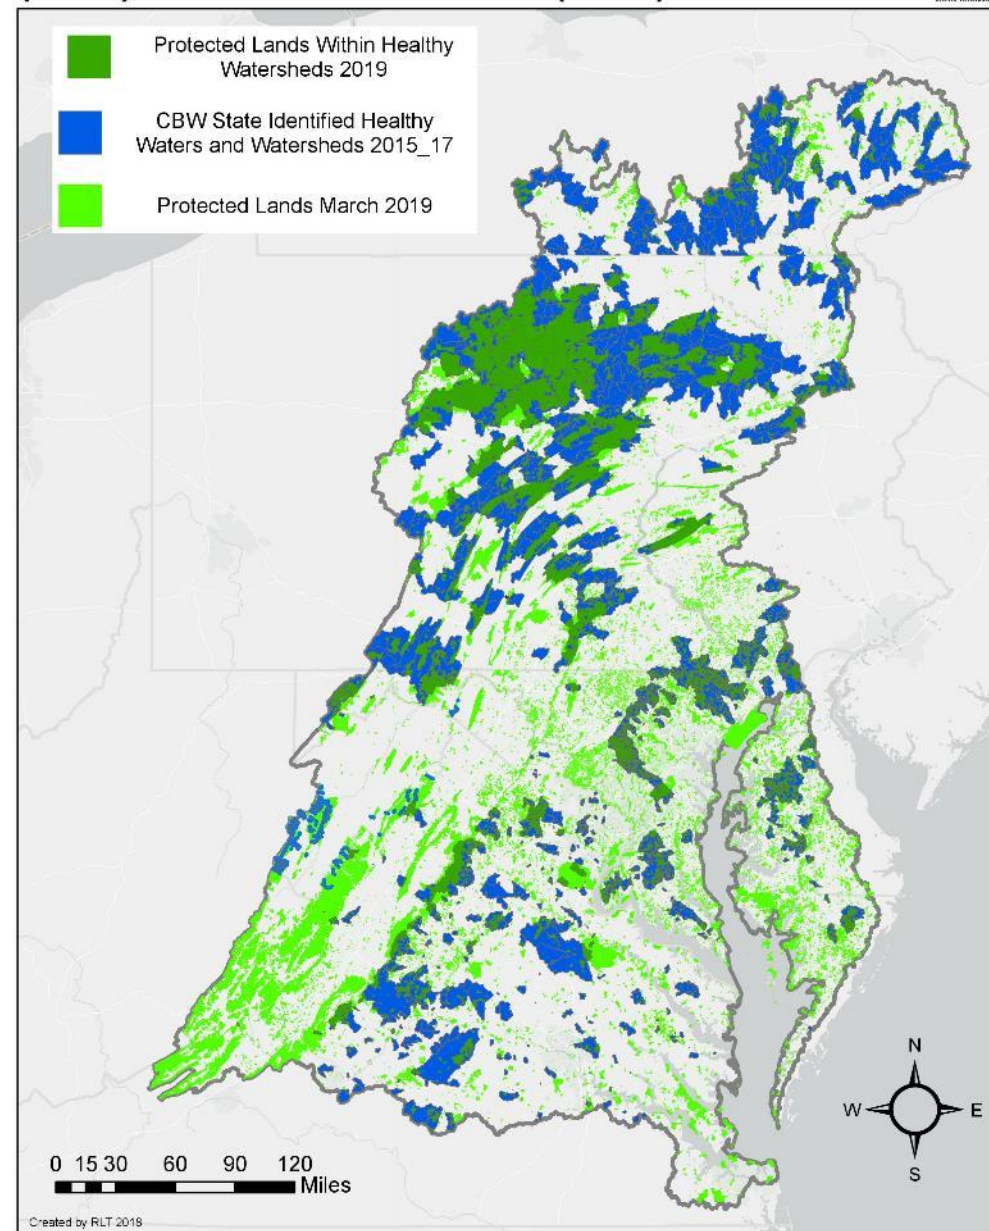 Protected Lands Within Healthy
Watersheds 2019
CBW State Identified Healthy
Waters and Watersheds 2015_17
Protected Lands March 2019
N
W
E
S
0 15 30 60 90 120
Miles
Created by RLT 2018